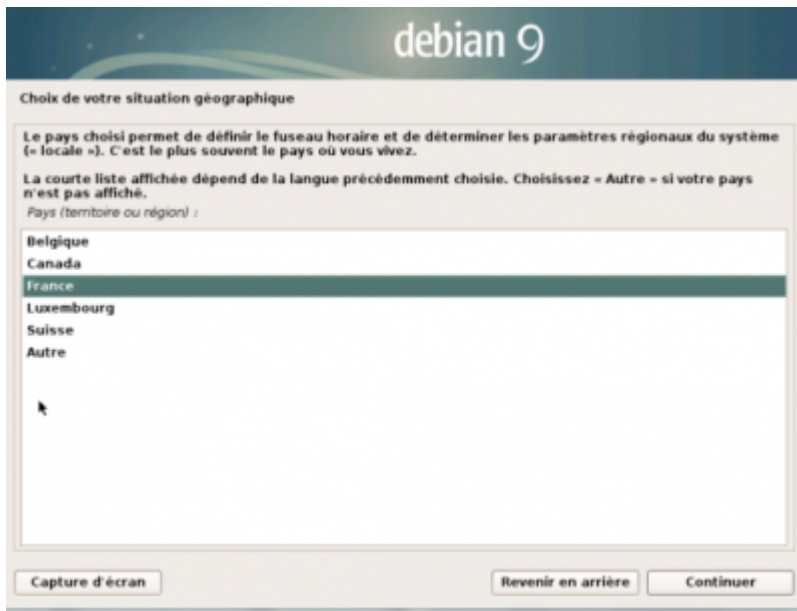 debian 9
Choix de votre situation géographique
Le pays choisi permet de définir le fuseau horaire et de déterminer les paramètres régionaux du système
(« locale »). C'est le plus souvent le pays où vous vivez.
La courte liste affichée dépend de la langue précédemment choisie. Choisissez « Autre » si votre pays
n'est pas affiché.
Pays (territoire ou région) :
Belgique
Canada
France
Luxembourg
Suisse
Autre
Capture d'écran
Revenir en arrière
Continuer